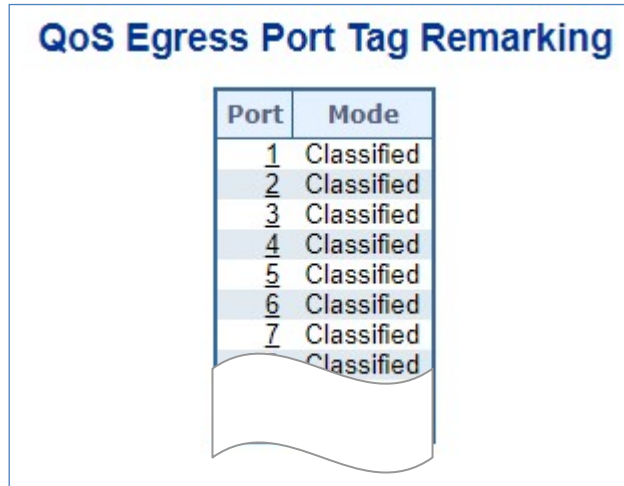 QoS Egress Port Tag Remarking
Port Mode
1 Classified
2 Classified
3 Classified
4 Classified
5 Classified
6 Classified
7 Classified
Classified